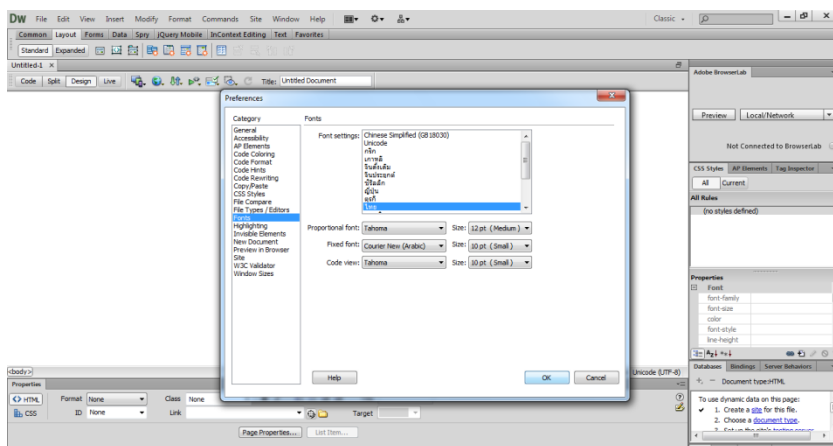 DW File Edit View Insert Modify Format Commands Site Window Help Classic
Common Layout Forms Data Spry jQuery Mobile InContext Editing Text Favorites
Standard Expanded
Untitled-1 ×
Code Split Design Live Title: Untitled Document
Adobe BrowserLab
Preview Local/Network
Not Connected to BrowserLab
CSS Styles AP Elements Tag Inspector
All Current
All Rules
(no styles defined)
Properties
Font
font-family
font-size
color
font-style
line-height
Databases Bindings Server Behaviors
Document type:HTML
To use dynamic data on this page:
1. Create a site for this file.
2. Choose a document type.
Preferences
Category
General
Accessibility
AP Elements
Code Coloring
Code Format
Code Hints
Code Rewriting
Copy/Paste
CSS Styles
File Compare
File Types / Editors
Fonts
Highlighting
Invisible Elements
New Document
Preview in Browser
Site
W3C Validator
Window Sizes
Fonts
Font settings: Chinese Simplified (GB18030)
Unicode
กรีก
เกาหลี
จีนดั้งเดิม
จีนประยุกต์
ซีริลลิก
ญี่ปุ่น
ตุรกี
ไทย
Proportional font: Tahoma Size: 12 pt (Medium)
Fixed font: Courier New (Arabic) Size: 10 pt (Small)
Code view: Tahoma Size: 10 pt (Small)
Help OK Cancel
<body> Unicode (UTF-8)
Properties
HTML Format None Class None
CSS ID None Link Target
Page Properties... List Item...